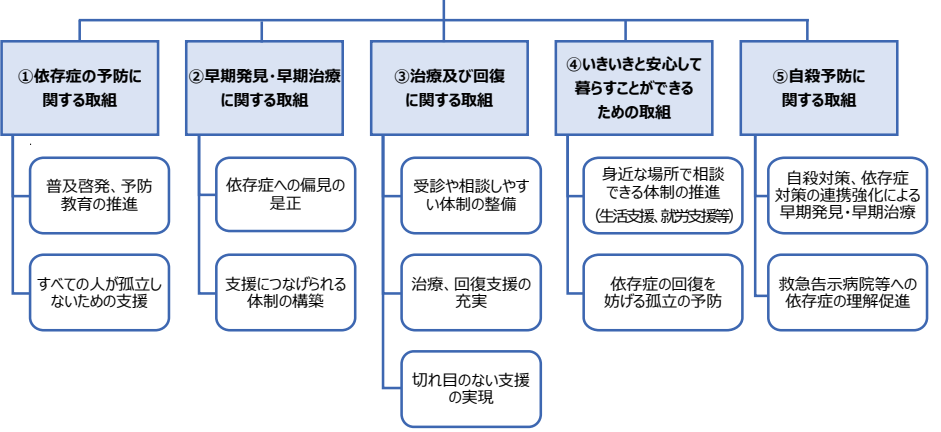 ①依存症の予防に
関する取組
普及啓発、予防
教育の推進
すべての人が孤立し
ないための支援
②早期発見・早期治療
に関する取組
依存症への偏見の
是正
支援につなげられる
体制の構築
③治療及び回復
に関する取組
受診や相談しやす
い体制の整備
治療、回復支援の
充実
切れ目のない支援
の実現
④いきいきと安心して
暮らすことができる
ための取組
身近な場所で相談
できる体制の推進
(生活支援、就労支援等)
依存症の回復を
妨げる孤立の予防
⑤自殺予防に
関する取組
自殺対策、依存症
対策の連携強化による
早期発見・早期治療
救急告示病院等への
依存症の理解促進